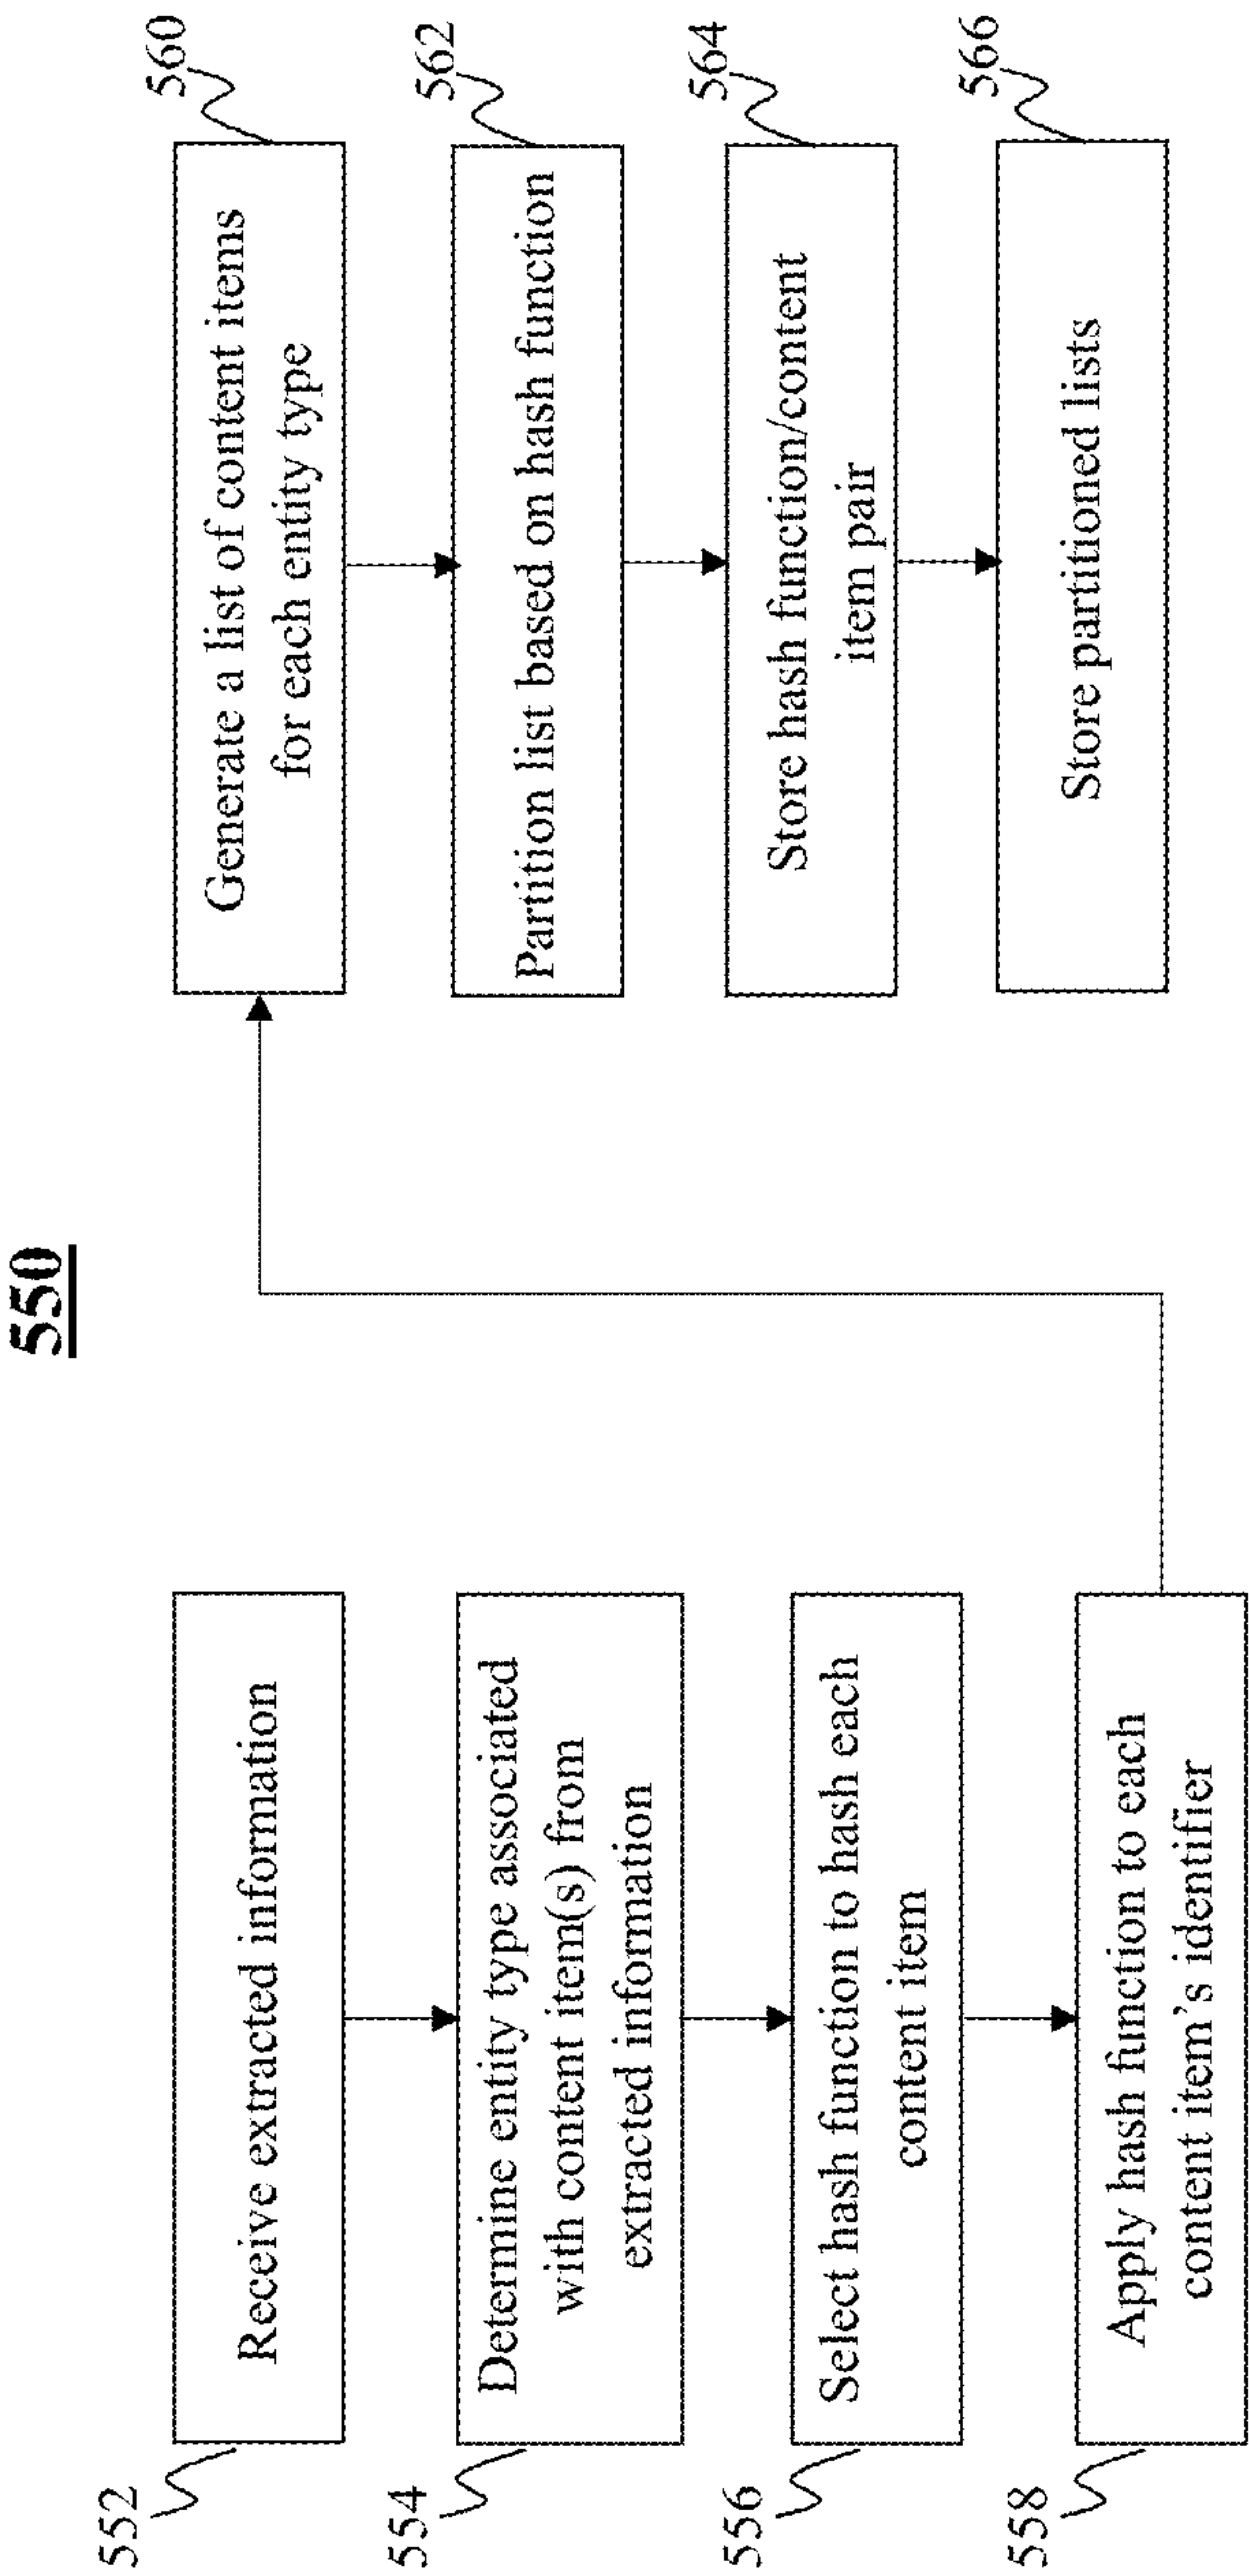 550
552
Receive extracted information
554
Determine entity type associated
with content item(s) from
extracted information
556
Select hash function to hash each
content item
558
Apply hash function to each
content item's identifier
560
Generate a list of content items
for each entity type
562
Partition list based on hash function
564
Store hash function/content
item pair
566
Store partitioned lists